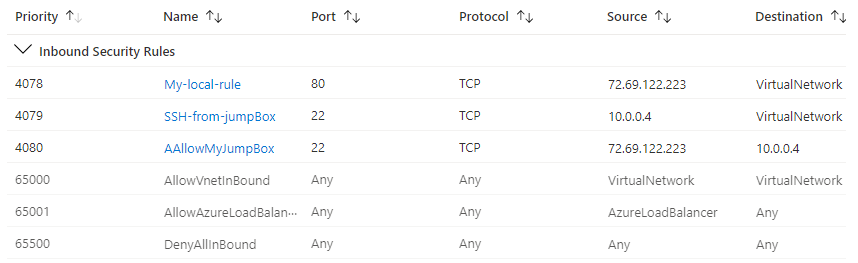 Priority Name Port Protocol Source Destination
Inbound Security Rules
4078 My-local-rule 80 TCP 72.69.122.223 VirtualNetwork
4079 SSH-from-jumpBox 22 TCP 10.0.0.4 VirtualNetwork
4080 AAllowMyJumpBox 22 TCP 72.69.122.223 10.0.0.4
65000 AllowVnetInBound Any Any VirtualNetwork VirtualNetwork
65001 AllowAzureLoadBalan··· Any Any AzureLoadBalancer Any
65500 DenyAllInBound Any Any Any Any